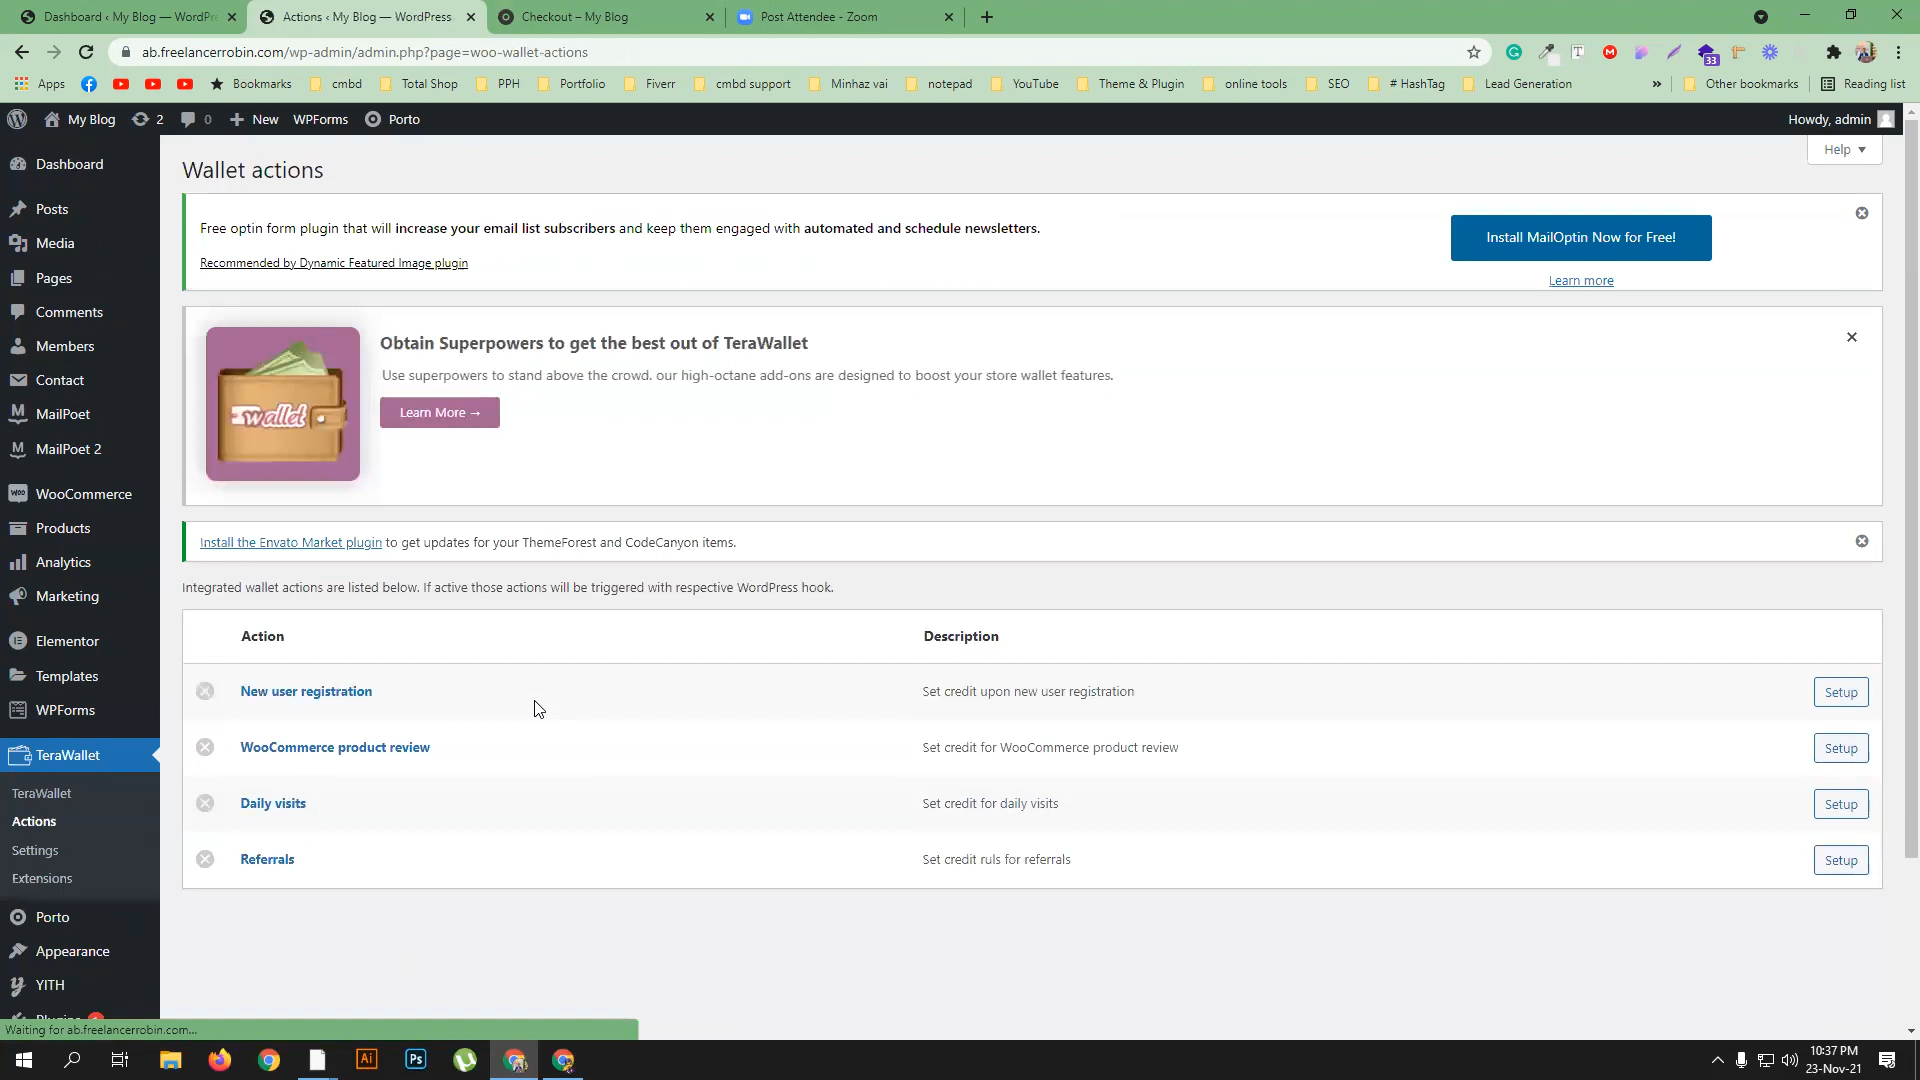 Dashboard ‹ My Blog — WordPr
Actions ‹ My Blog — WordPress
Checkout – My Blog
Post Attendee - Zoom
ab.freelancerrobin.com/wp-admin/admin.php?page=woo-wallet-actions
33
Apps
Bookmarks
cmbd
Total Shop
PPH
Portfolio
Fiverr
cmbd support
Minhaz vai
notepad
YouTube
Theme & Plugin
online tools
SEO
# HashTag
Lead Generation
»
Other bookmarks
Reading list
My Blog
2
0
New
WPForms
Porto
Howdy, admin
Help
Dashboard
Posts
Media
Pages
Comments
Members
Contact
MailPoet
MailPoet 2
WooCommerce
Products
Analytics
Marketing
Elementor
Templates
WPForms
TeraWallet
TeraWallet
Actions
Settings
Extensions
Porto
Appearance
YITH
Wallet actions
Free optin form plugin that will increase your email list subscribers and keep them engaged with automated and schedule newsletters.
Recommended by Dynamic Featured Image plugin
Install MailOptin Now for Free!
Learn more
wallet
Obtain Superpowers to get the best out of TeraWallet
Use superpowers to stand above the crowd. our high-octane add-ons are designed to boost your store wallet features.
Learn More →
Install the Envato Market plugin to get updates for your ThemeForest and CodeCanyon items.
Integrated wallet actions are listed below. If active those actions will be triggered with respective WordPress hook.
Action
Description
New user registration
Set credit upon new user registration
Setup
WooCommerce product review
Set credit for WooCommerce product review
Setup
Daily visits
Set credit for daily visits
Setup
Referrals
Set credit ruls for referrals
Setup
Waiting for ab.freelancerrobin.com...
Ai
Ps
10:37 PM
23-Nov-21